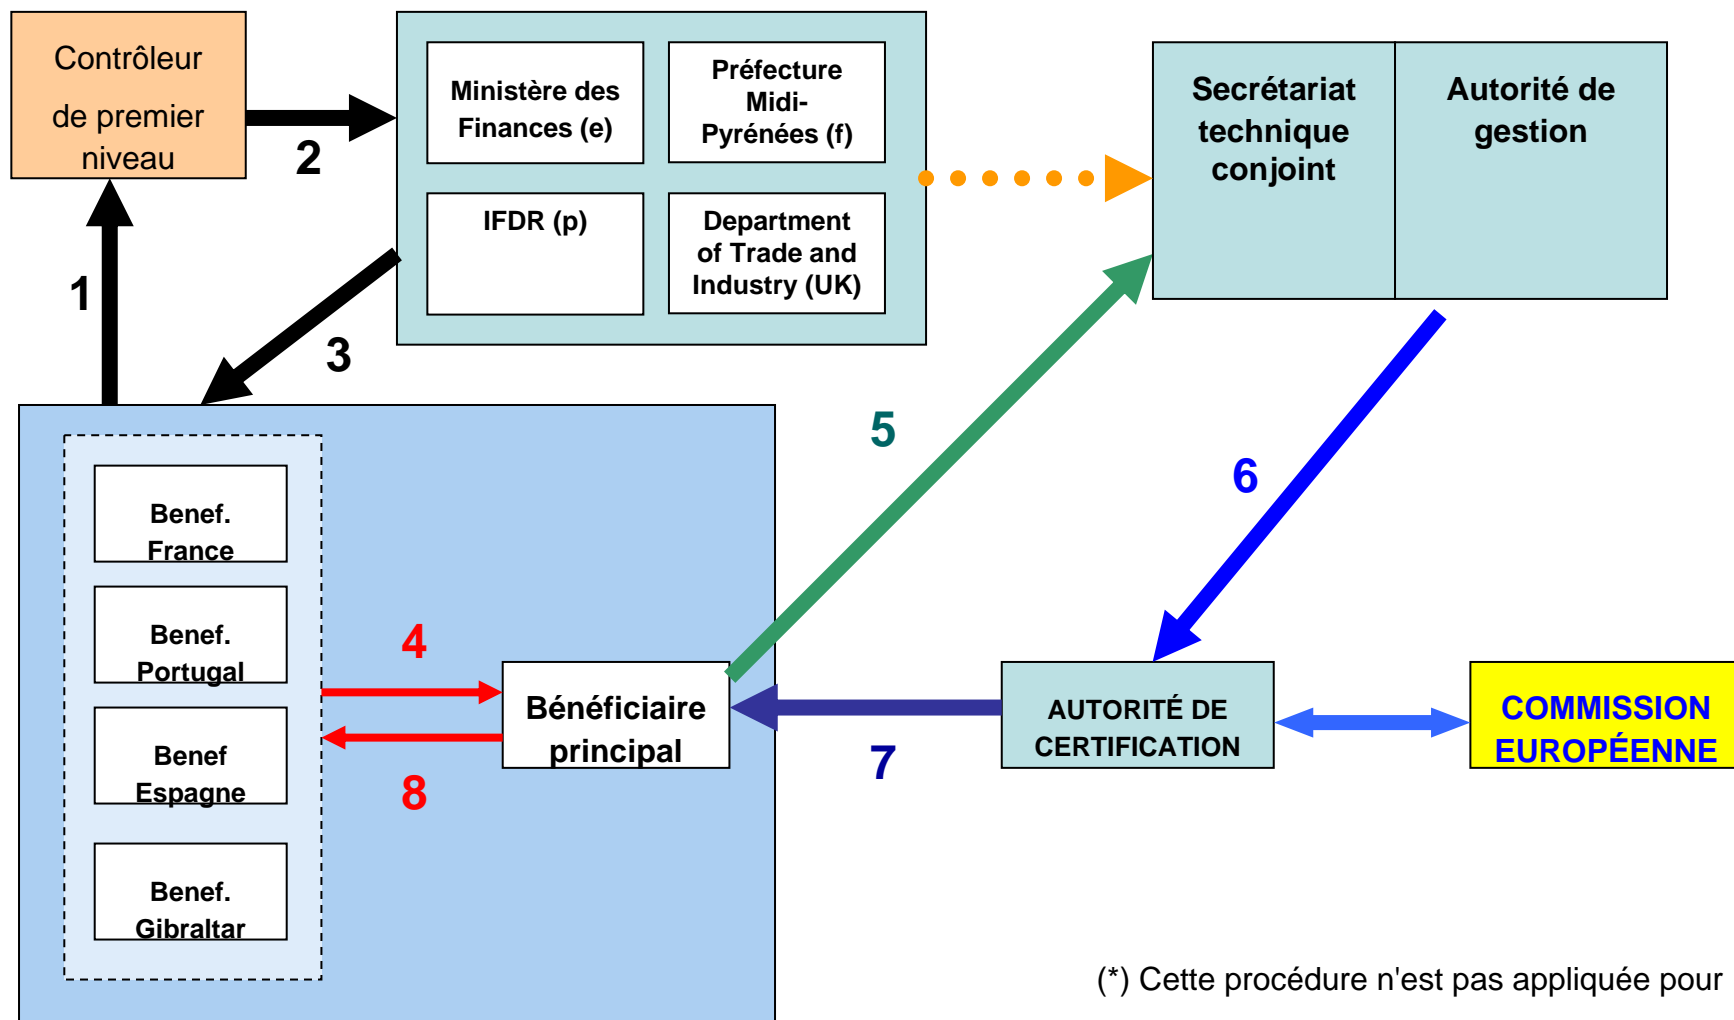 Contrôleur
de premier
niveau
2
Ministère des
Finances (e)
Préfecture
Midi-
Pyrénées (f)
IFDR (p)
Department
of Trade and
Industry (UK)
Secrétariat
technique
conjoint
Autorité de
gestion
1
3
5
6
Benef.
France
Benef.
Portugal
Benef
Espagne
Benef.
Gibraltar
4
8
Bénéficiaire
principal
7
AUTORITÉ DE
CERTIFICATION
COMMISSION
EUROPÉENNE
(*) Cette procédure n'est pas appliquée pour